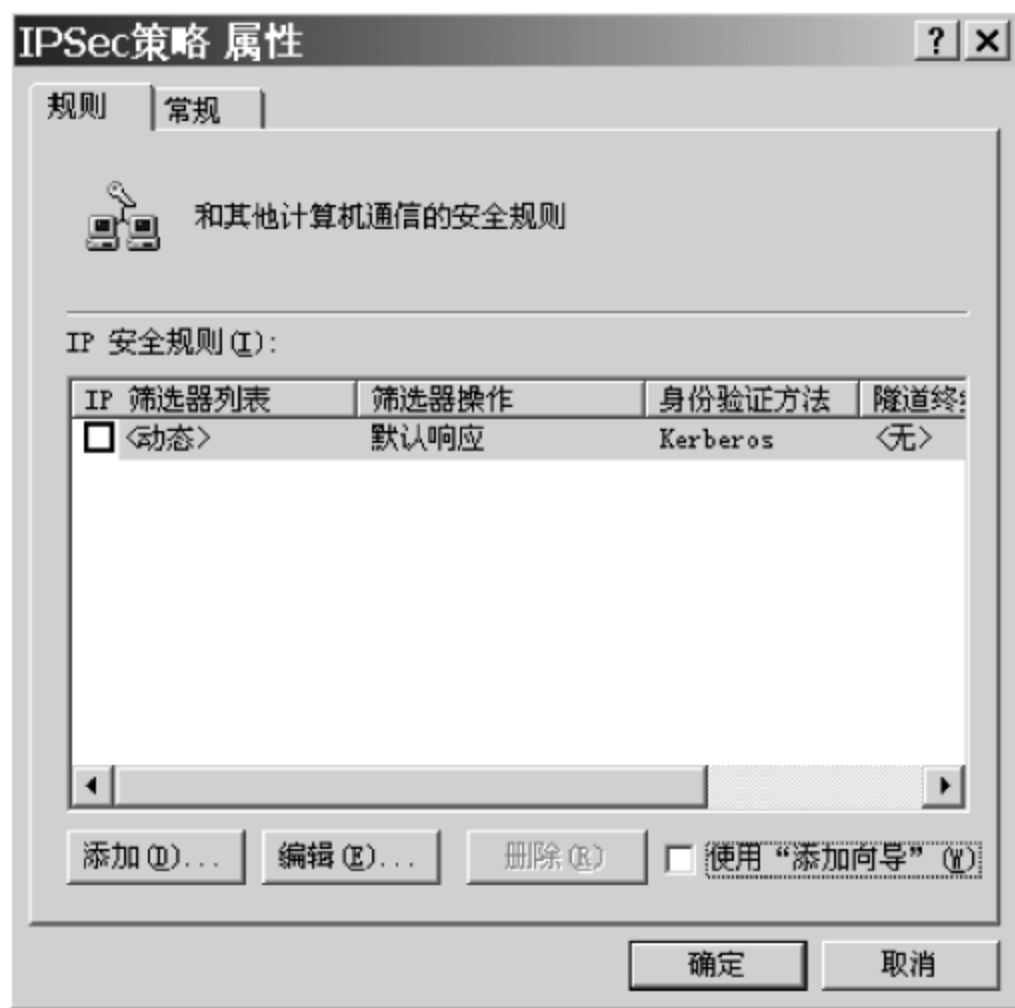 IPSec策略 属性
规则 常规
和其他计算机通信的安全规则
IP 安全规则(I):
IP 筛选器列表 筛选器操作 身份验证方法 隧道终
<动态> 默认响应 Kerberos <无>
添加(D)... 编辑(E)... 删除(R) 使用“添加向导”(W)
确定 取消